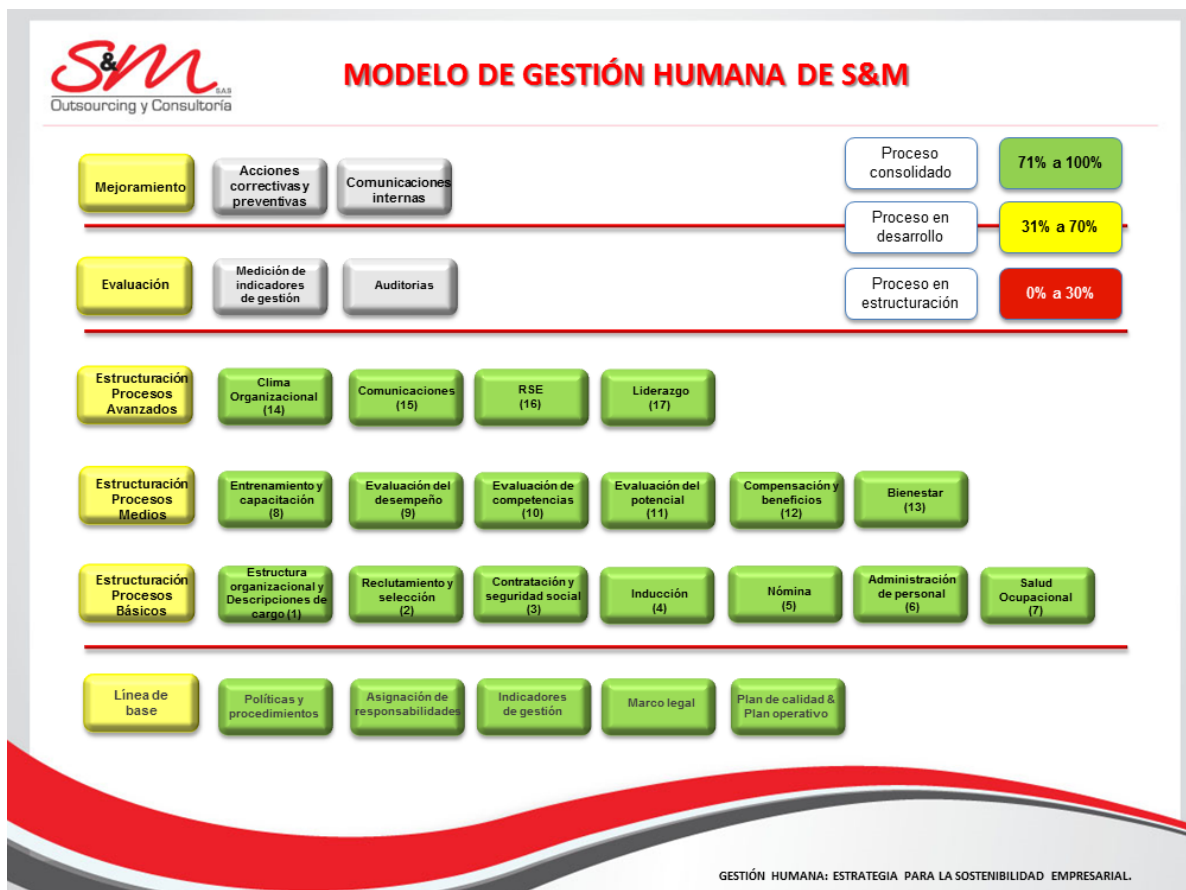 S&M
SAS
Outsourcing y Consultoría
MODELO DE GESTIÓN HUMANA DE S&M
Mejoramiento
Acciones
correctivas y
preventivas
Comunicaciones
internas
Proceso
consolidado
71% a 100%
Proceso en
desarrollo
31% a 70%
Evaluación
Medición de
indicadores
de gestión
Auditorias
Proceso en
estructuración
0% a 30%
Estructuración
Procesos
Avanzados
Clima
Organizacional
(14)
Comunicaciones
(15)
RSE
(16)
Liderazgo
(17)
Estructuración
Procesos
Medios
Entrenamiento y
capacitación
(8)
Evaluación del
desempeño
(9)
Evaluación de
competencias
(10)
Evaluación del
potencial
(11)
Compensación y
beneficios
(12)
Bienestar
(13)
Estructuración
Procesos
Básicos
Estructura
organizacional y
Descripciones de
cargo (1)
Reclutamiento y
selección
(2)
Contratación y
seguridad social
(3)
Inducción
(4)
Nómina
(5)
Administración
de personal
(6)
Salud
Ocupacional
(7)
Línea de
base
Políticas y
procedimientos
Asignación de
responsabilidades
Indicadores
de gestión
Marco legal
Plan de calidad &
Plan operativo
GESTIÓN HUMANA: ESTRATEGIA PARA LA SOSTENIBILIDAD EMPRESARIAL.